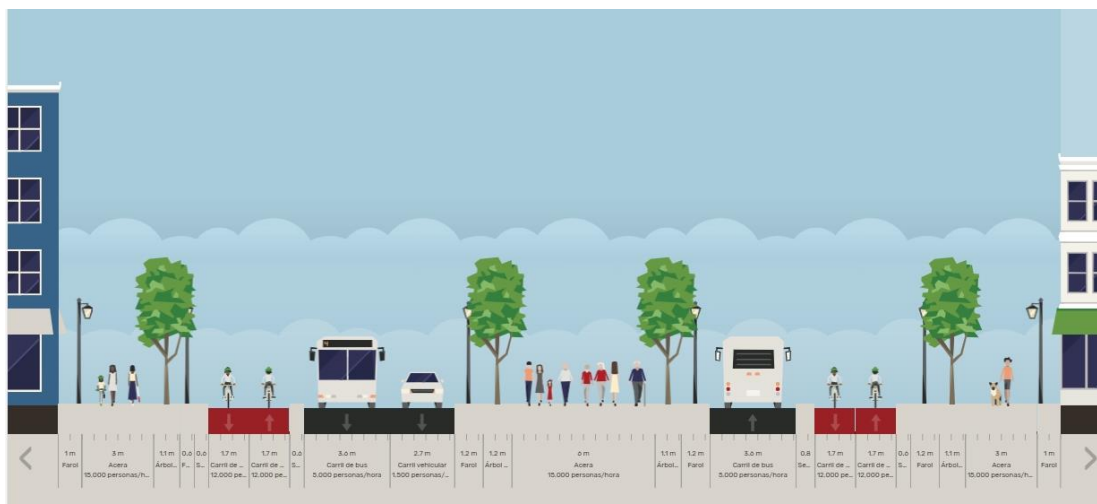 1 m 3 m 1.1 m 0.6 0.6 1.7 m 1.7 m 0.6 3.6 m 2.7 m 1.2 m 1.2 m 6 m 1.1 m 1.2 m 3.6 m 0.8 1.7 m 1.7 m 0.6 1.2 m 1.1 m 3 m 1 m
Farol Acera Árbol... F... S... Carril de ... Carril de ... S... Carril de bus Carril vehicular Farol Árbol ... Acera Árbol... Farol Carril de bus Se... Carril de ... Carril de ... S... Farol Árbol... Acera Farol
15.000 personas/h... 12.000 pe... 12.000 pe... 5.000 personas/hora 1.500 personas/... 15.000 personas/hora 5.000 personas/hora 12.000 pe... 12.000 pe... 15.000 personas/h...